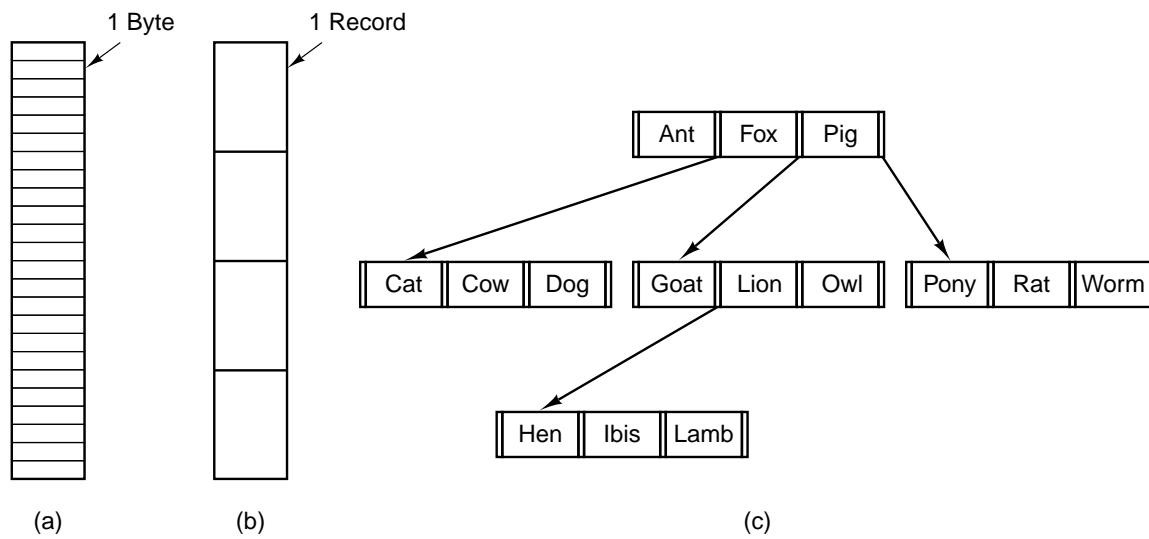 1 Byte
1 Record
Ant Fox Pig
Cat Cow Dog
Goat Lion Owl
Pony Rat Worm
Hen Ibis Lamb
(a)
(b)
(c)